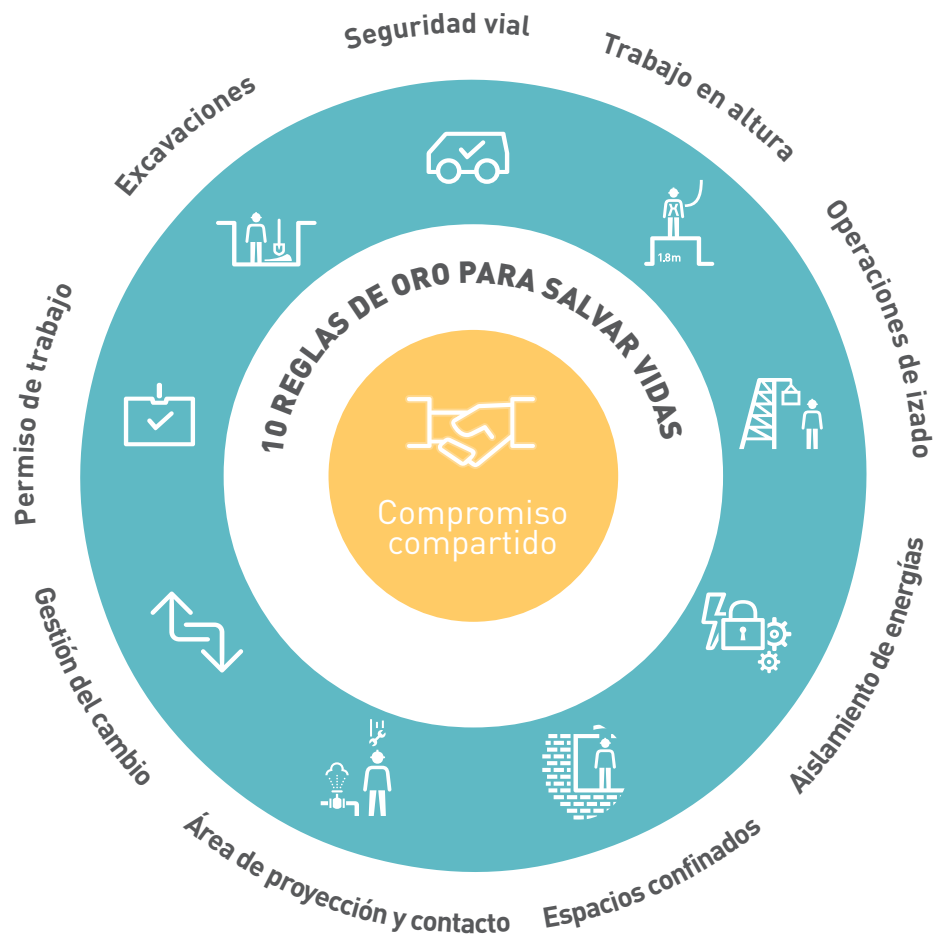 Seguridad vial
Trabajo en altura
Operaciones de izado
Aislamiento de energías
Espacios confinados
Área de proyección y contacto
Gestión del cambio
Permiso de trabajo
Excavaciones
1.8m
10 REGLAS DE ORO PARA SALVAR VIDAS
Compromiso
compartido